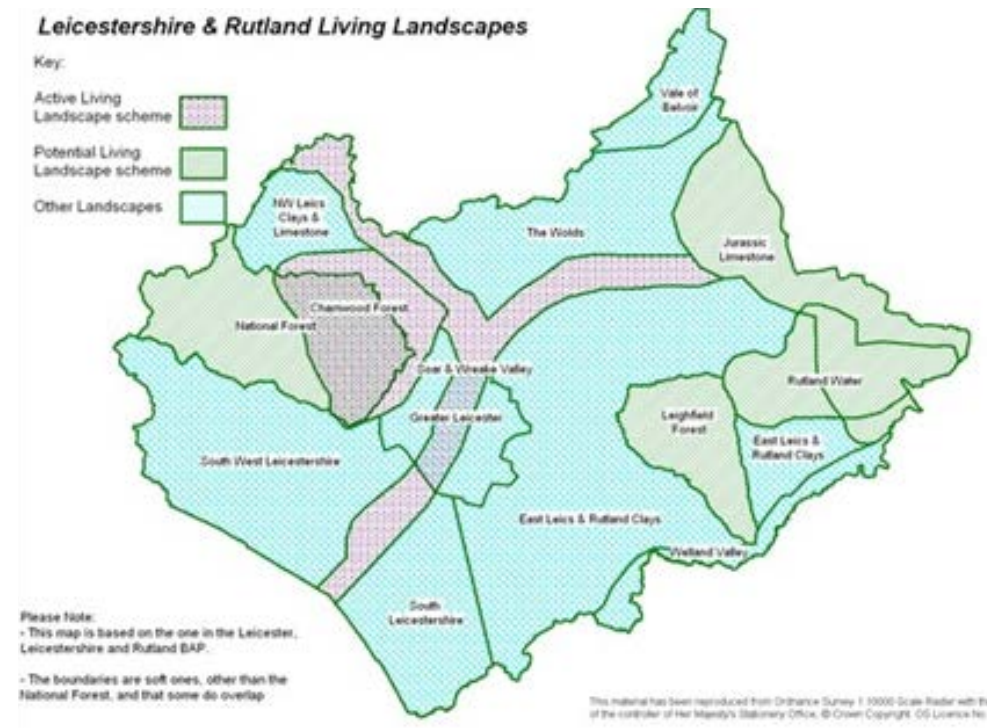 Leicestershire & Rutland Living Landscapes
Key:
Active Living
Landscape scheme
Potential Living
Landscape scheme
Other Landscapes
Vale of
Belvoir
NW Leics
Clays &
Limestone
The Wolds
Jurassic
Limestone
Charnwood Forest
National Forest
Soar & Wreake Valley
Rutland Water
Greater Leicester
Leighfield
Forest
East Leics &
Rutland Clays
South West Leicestershire
East Leics & Rutland Clays
Welland Valley
South
Leicestershire
Please Note:
- This map is based on the one in the Leicester,
Leicestershire and Rutland BAP.
- The boundaries are soft ones, other than the
National Forest, and that some do overlap
This material has been reproduced from Ordnance Survey 1:10000 Scale Raster with th
of the controller of Her Majesty's Stationery Office, © Crown Copyright. OS Licence No